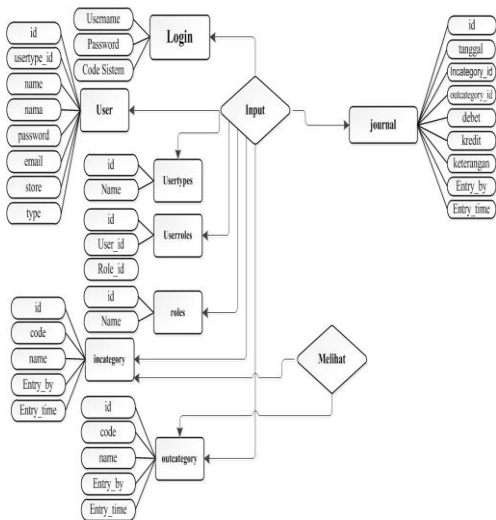 Username
Password
Code Sistem
Login
id
usertype_id
name
nama
password
email
store
type
User
Input
id
tanggal
Incategory_id
outcategory_id
debet
kredit
keterangan
Entry_by
Entry_time
journal
id
Name
Usertypes
id
User_id
Role_id
Userroles
id
Name
roles
id
code
name
Entry_by
Entry_time
incategory
Melihat
id
code
name
Entry_by
Entry_time
outcategory